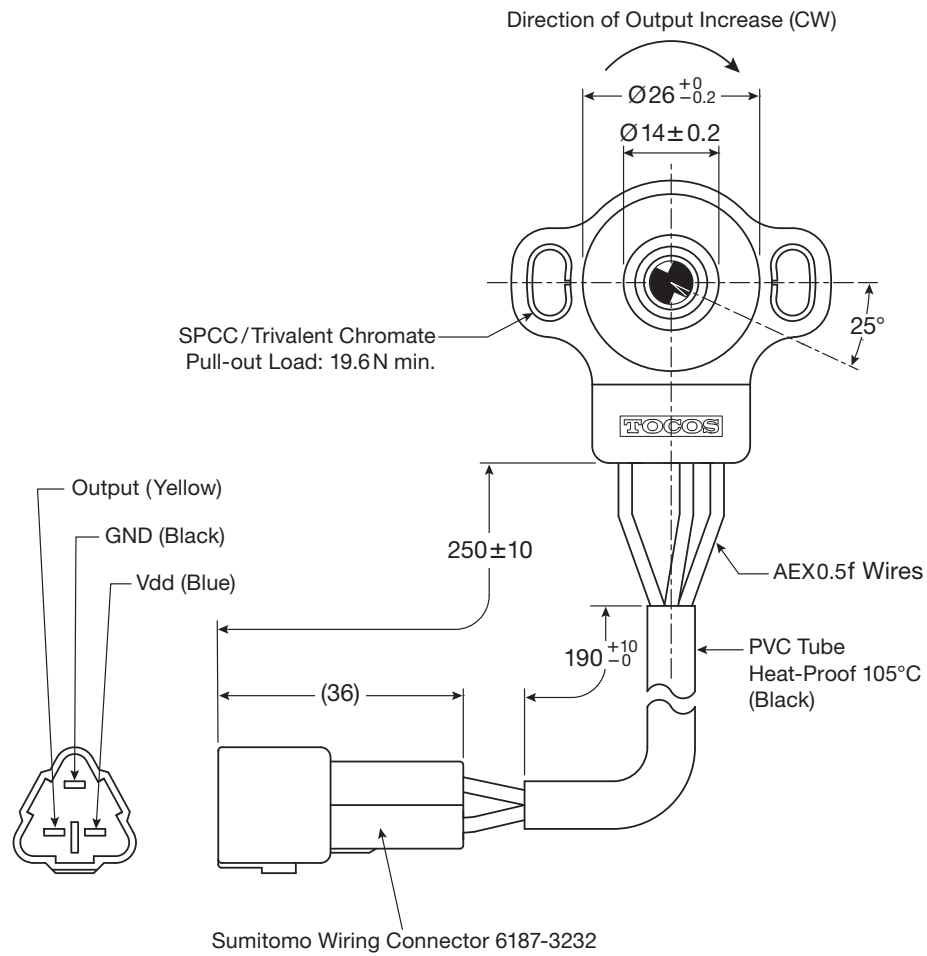 Direction of Output Increase (CW)
Ø26 +0 −0.2
Ø14±0.2
SPCC/Trivalent Chromate
Pull-out Load: 19.6N min.
25°
TOCOS
Output (Yellow)
GND (Black)
Vdd (Blue)
250±10
AEX0.5f Wires
190 +10 −0
PVC Tube
Heat-Proof 105°C
(Black)
(36)
Sumitomo Wiring Connector 6187-3232